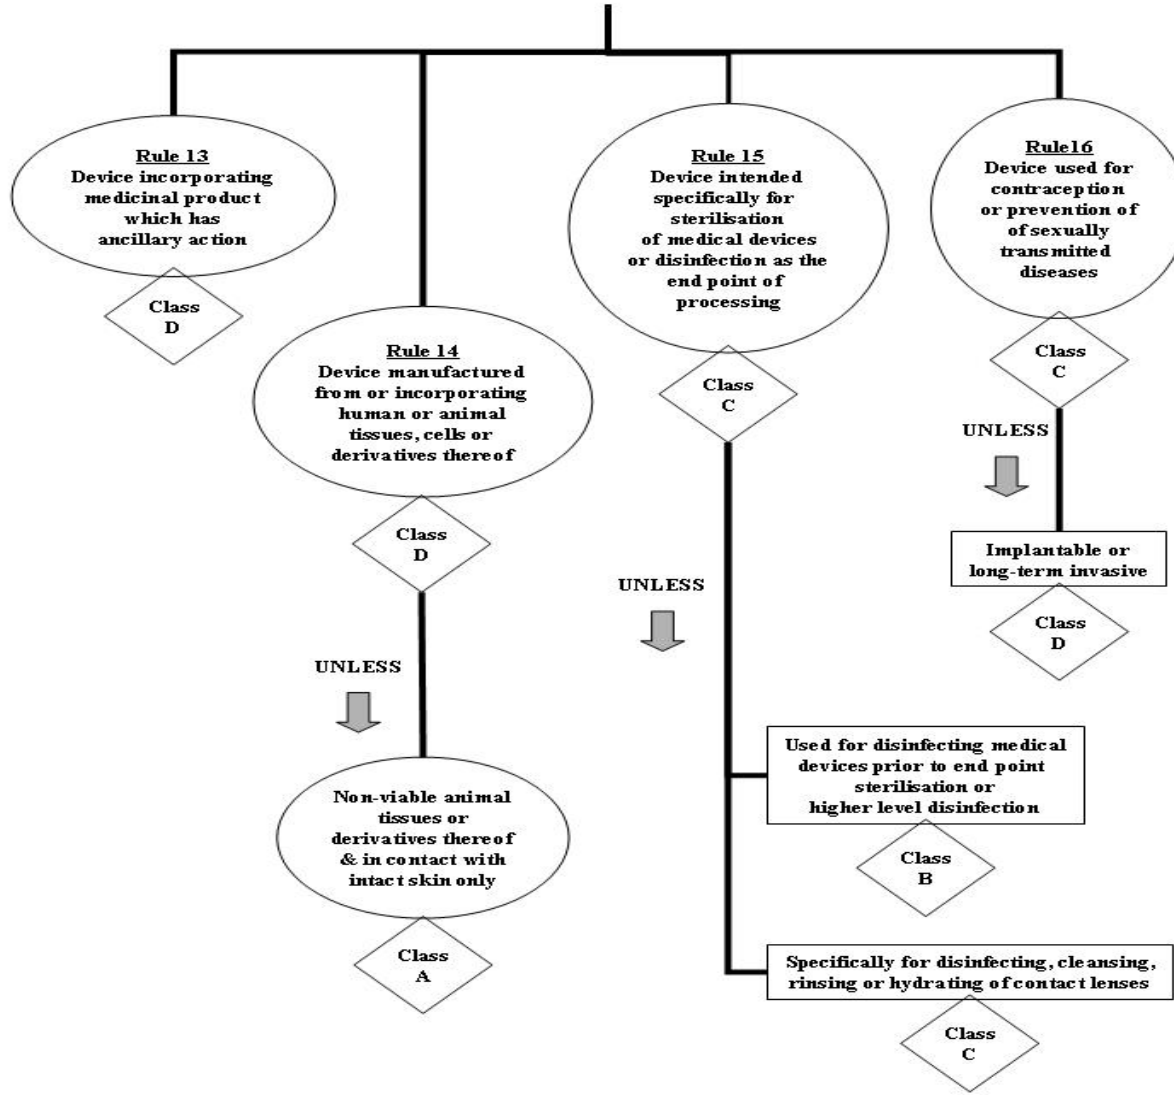 Rule 13
Device incorporating
medicinal product
which has
ancillary action
Class
D
Rule 14
Device manufactured
from or incorporating
human or animal
tissues, cells or
derivatives thereof
Class
D
UNLESS
Non-viable animal
tissues or
derivatives thereof
& in contact with
intact skin only
Class
A
Rule 15
Device intended
specifically for
sterilisation
of medical devices
or disinfection as the
end point of
processing
Class
C
UNLESS
Used for disinfecting medical
devices prior to end point
sterilisation or
higher level disinfection
Class
B
Specifically for disinfecting, cleansing,
rinsing or hydrating of contact lenses
Class
C
Rule16
Device used for
contraception
or prevention of
of sexually
transmitted
diseases
Class
C
UNLESS
Implantable or
long-term invasive
Class
D